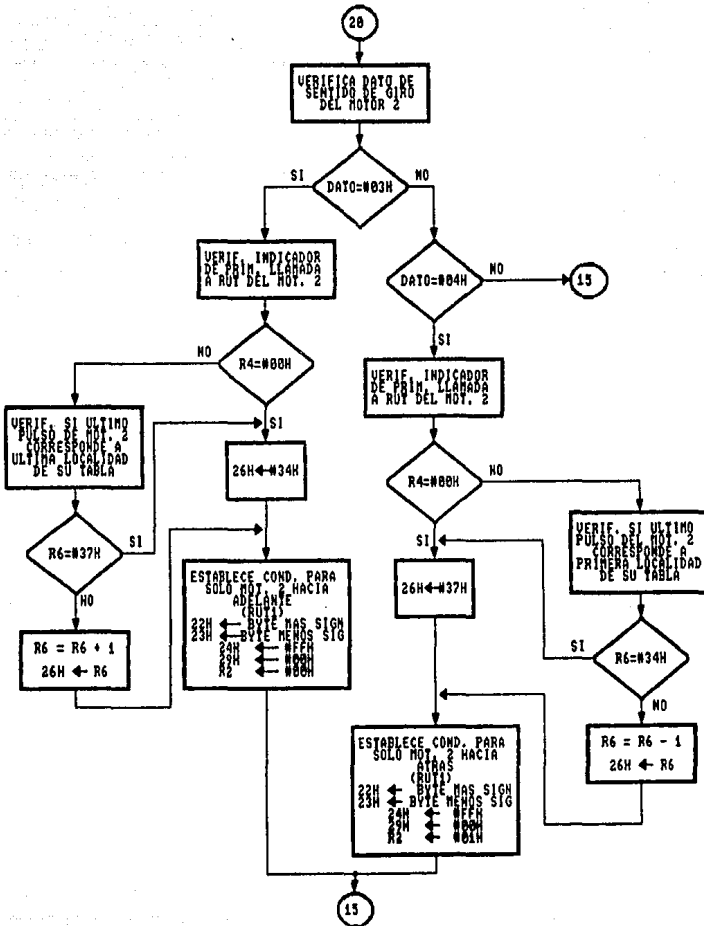 20
VERIFICA DATO DE
SENTIDO DE GIRO
DEL MOTOR 2
SI
DATO=#03H
NO
VERIF. INDICADOR
DE PRIM. LLAMADA
A RUT DEL MOT. 2
DATO=#04H
NO
15
SI
NO
R4=#00H
SI
VERIF. INDICADOR
DE PRIM. LLAMADA
A RUT DEL MOT. 2
VERIF. SI ULTIMO
PULSO DE MOT. 2
CORRESPONDE A
ULTIMA LOCALIDAD
DE SU TABLA
26H←#34H
R4=#00H
NO
SI
R6=#37H
SI
NO
VERIF. SI ULTIMO
PULSO DEL MOT. 2
CORRESPONDE A
PRIMERA LOCALIDAD
DE SU TABLA
ESTABLECE COND. PARA
SOLO MOT. 2 HACIA
ADELANTE
(RUT1)
22H ← BYTE MAS SIGN
23H ← BYTE MENOS SIG
24H ← #FFH
29H ← #00H
R2 ← #00H
26H←#37H
R6 = R6 + 1
26H ← R6
SI
R6=#34H
NO
ESTABLECE COND. PARA
SOLO MOT. 2 HACIA
ATRAS
(RUT1)
22H ← BYTE MAS SIGN
23H ← BYTE MENOS SIG
24H ← #FFH
29H ← #00H
R2 ← #01H
R6 = R6 - 1
26H ← R6
15